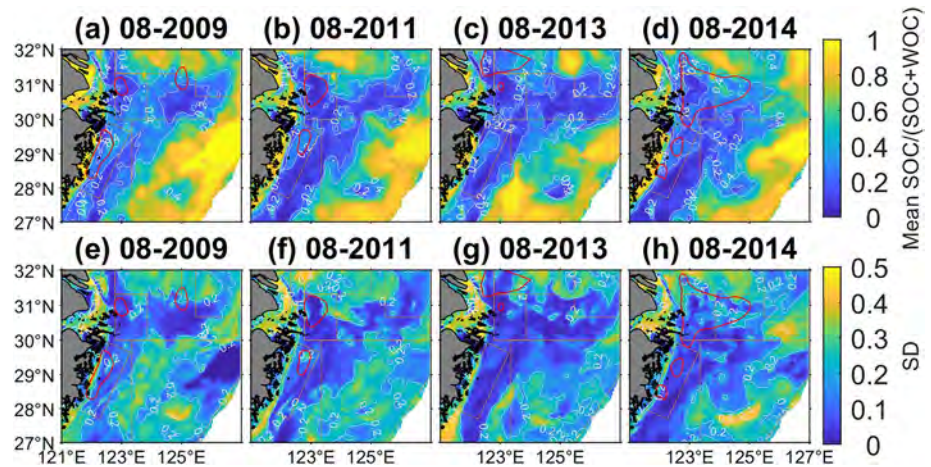 (a) 08-2009 (b) 08-2011 (c) 08-2013 (d) 08-2014
32°N
31°N
30°N
29°N
28°N
27°N
1
0.8
0.6
0.4
0.2
0
Mean SOC/(SOC+WOC)
(e) 08-2009 (f) 08-2011 (g) 08-2013 (h) 08-2014
32°N
31°N
30°N
29°N
28°N
27°N
0.5
0.4
0.3
0.2
0.1
0
SD
121°E 123°E 125°E 123°E 125°E 123°E 125°E 123°E 125°E 127°E